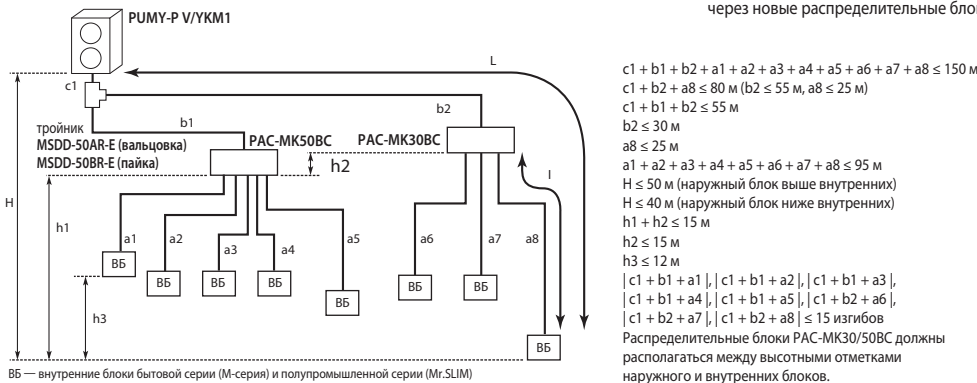 через новые распределительные бло
PUMY-P V/YKM1
L
c1
b2
тройник
MSDD-50AR-E (вальцовка)
MSDD-50BR-E (пайка)
b1
PAC-MK50BC
PAC-MK30BC
h2
H
h1
I
a1
a2
a3
a4
a5
a6
a7
a8
ВБ
ВБ
ВБ
ВБ
ВБ
ВБ
ВБ
ВБ
h3
ВБ — внутренние блоки бытовой серии (М-серия) и полупромышленной серии (Mr.SLIM)
c1 + b1 + b2 + a1 + a2 + a3 + a4 + a5 + a6 + a7 + a8 ≤ 150 м
c1 + b2 + a8 ≤ 80 м (b2 ≤ 55 м, a8 ≤ 25 м)
c1 + b1 + b2 ≤ 55 м
b2 ≤ 30 м
a8 ≤ 25 м
a1 + a2 + a3 + a4 + a5 + a6 + a7 + a8 ≤ 95 м
H ≤ 50 м (наружный блок выше внутренних)
H ≤ 40 м (наружный блок ниже внутренних)
h1 + h2 ≤ 15 м
h2 ≤ 15 м
h3 ≤ 12 м
| c1 + b1 + a1 |, | c1 + b1 + a2 |, | c1 + b1 + a3 |,
| c1 + b1 + a4 |, | c1 + b1 + a5 |, | c1 + b2 + a6 |,
| c1 + b2 + a7 |, | c1 + b2 + a8 | ≤ 15 изгибов
Распределительные блоки PAC-MK30/50BC должны
располагаться между высотными отметками
наружного и внутренних блоков.